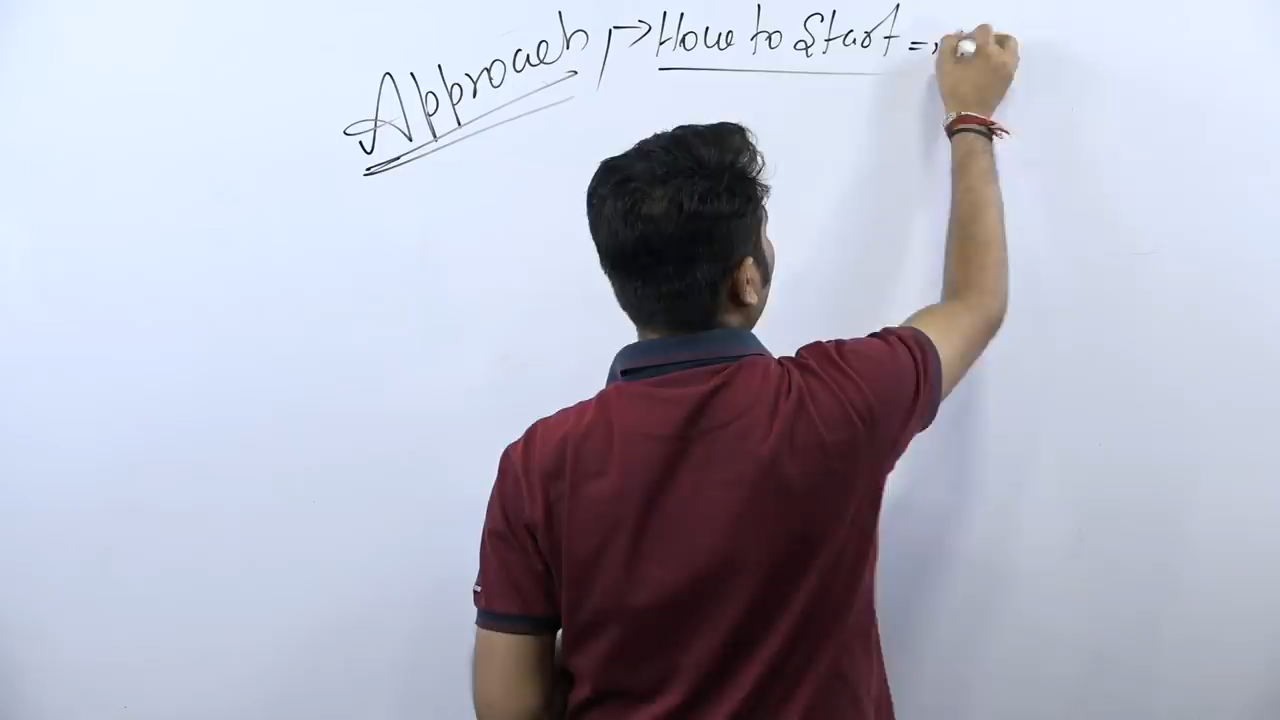 Approach → How to Start =